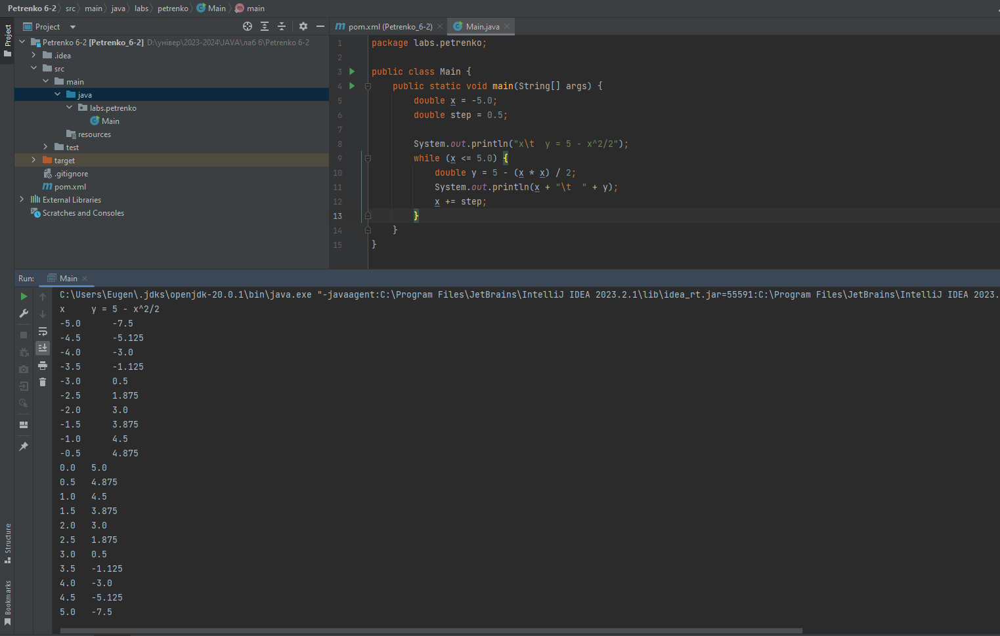 Petrenko 6-2 src main java labs petrenko Main main
Project
Project
Petrenko 6-2 [Petrenko_6-2] D:\універ\2023-2024\JAVA\лаб 6\Petrenko 6-2
.idea
src
main
java
labs.petrenko
Main
resources
test
target
.gitignore
pom.xml
External Libraries
Scratches and Consoles
pom.xml (Petrenko_6-2)
Main.java
1 package labs.petrenko;
2
3 public class Main {
4 public static void main(String[] args) {
5 double x = -5.0;
6 double step = 0.5;
7
8 System.out.println("x\t  y = 5 - x^2/2");
9 while (x <= 5.0) {
10 double y = 5 - (x * x) / 2;
11 System.out.println(x + "\t  " + y);
12 x += step;
13 }
14 }
15 }
Run: Main
C:\Users\Eugen\.jdks\openjdk-20.0.1\bin\java.exe "-javaagent:C:\Program Files\JetBrains\IntelliJ IDEA 2023.2.1\lib\idea_rt.jar=55591:C:\Program Files\JetBrains\IntelliJ IDEA 2023.
x y = 5 - x^2/2
-5.0 -7.5
-4.5 -5.125
-4.0 -3.0
-3.5 -1.125
-3.0 0.5
-2.5 1.875
-2.0 3.0
-1.5 3.875
-1.0 4.5
-0.5 4.875
0.0 5.0
0.5 4.875
1.0 4.5
1.5 3.875
2.0 3.0
2.5 1.875
3.0 0.5
3.5 -1.125
4.0 -3.0
4.5 -5.125
5.0 -7.5
Structure
Bookmarks